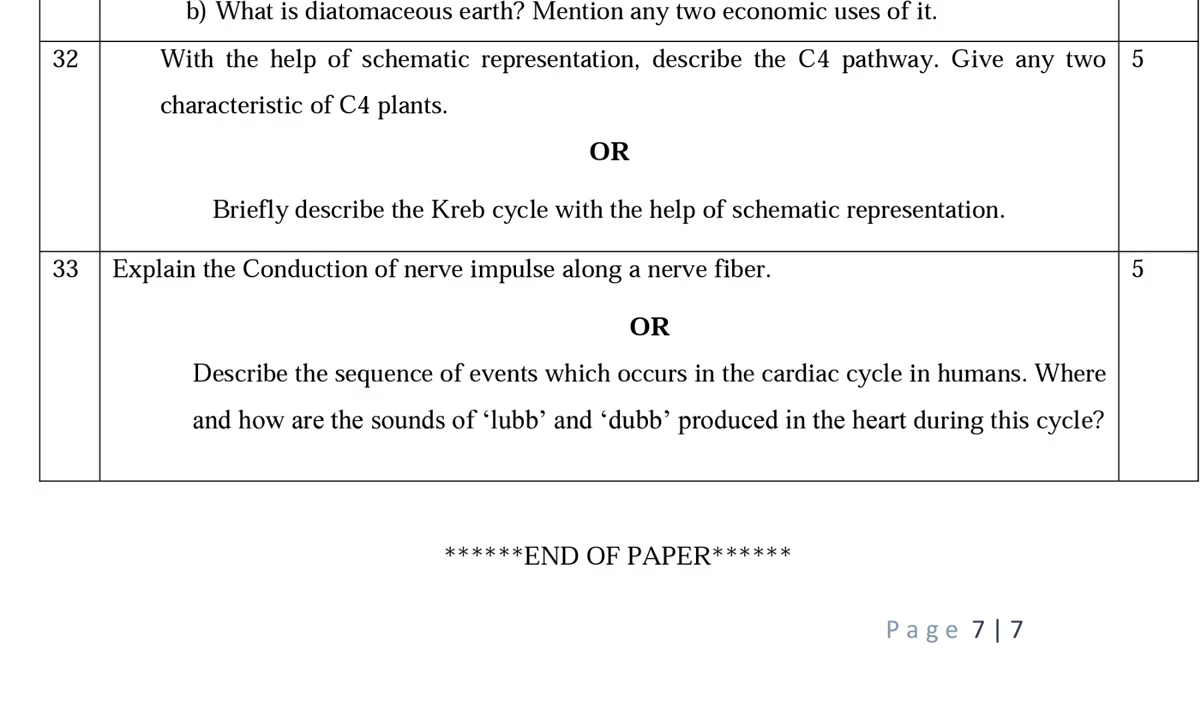 b) What is diatomaceous earth? Mention any two economic uses of it.
32 With the help of schematic representation, describe the C4 pathway. Give any two 5
characteristic of C4 plants.
OR
Briefly describe the Kreb cycle with the help of schematic representation.
33 Explain the Conduction of nerve impulse along a nerve fiber. 5
OR
Describe the sequence of events which occurs in the cardiac cycle in humans. Where
and how are the sounds of ‘lubb’ and ‘dubb’ produced in the heart during this cycle?
******END OF PAPER******
Page 7|7